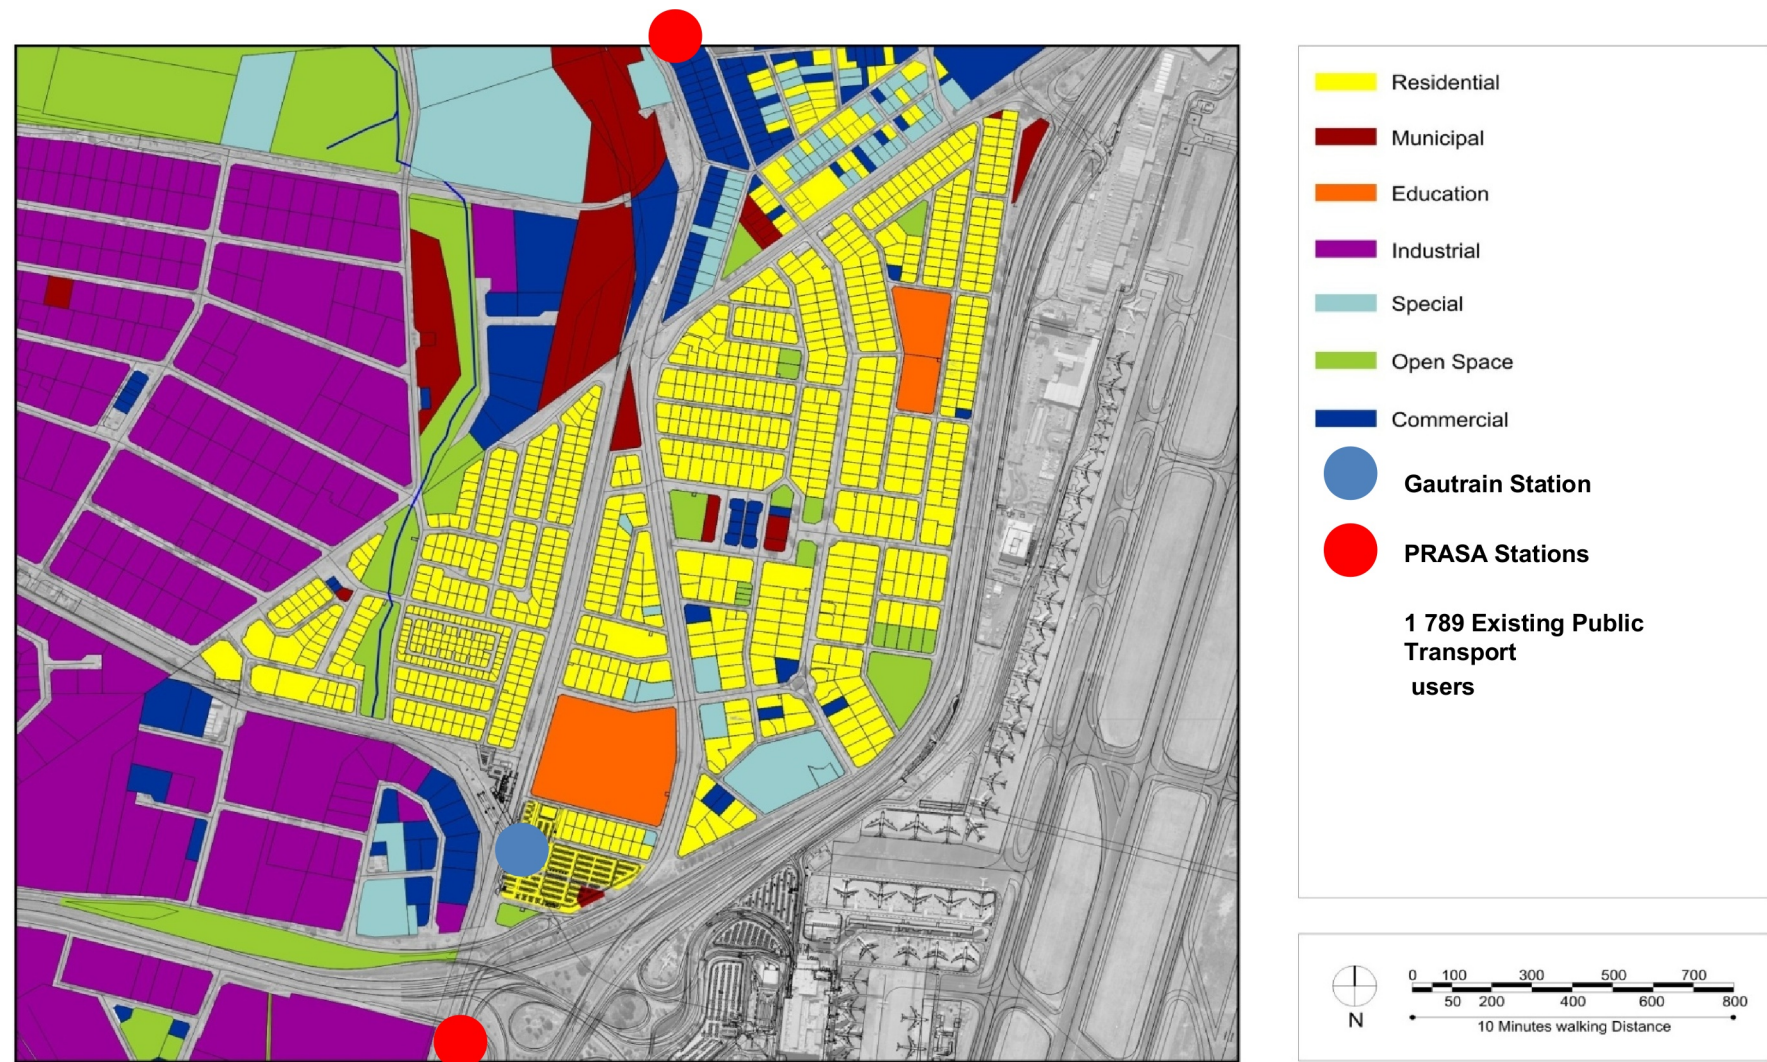 Residential
Municipal
Education
Industrial
Special
Open Space
Commercial
Gautrain Station
PRASA Stations
1 789 Existing Public
Transport
users
0 100 300 500 700
50 200 400 600 800
N
10 Minutes walking Distance